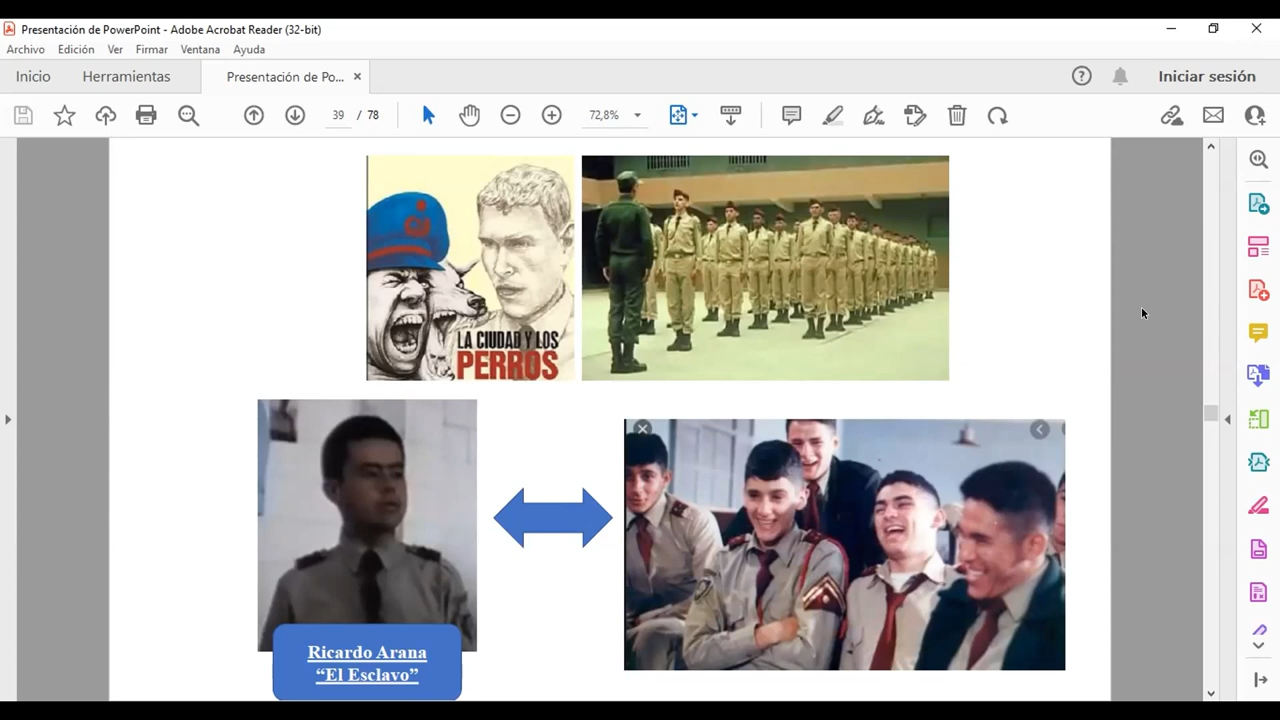 Presentación de PowerPoint - Adobe Acrobat Reader (32-bit)
Archivo Edición Ver Firmar Ventana Ayuda
Inicio Herramientas Presentación de Po... Iniciar sesión
39 / 78 72,8%
LA CIUDAD Y LOS
PERROS
Ricardo Arana
“El Esclavo”